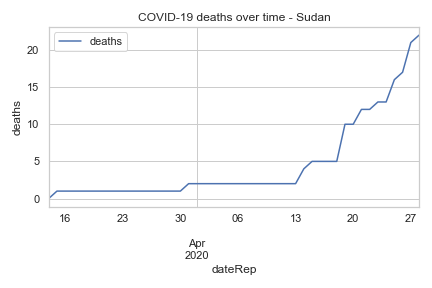 COVID-19 deaths over time - Sudan
deaths
deaths
20
15
10
5
0
16 23 30 06 13 20 27
Apr
2020
dateRep